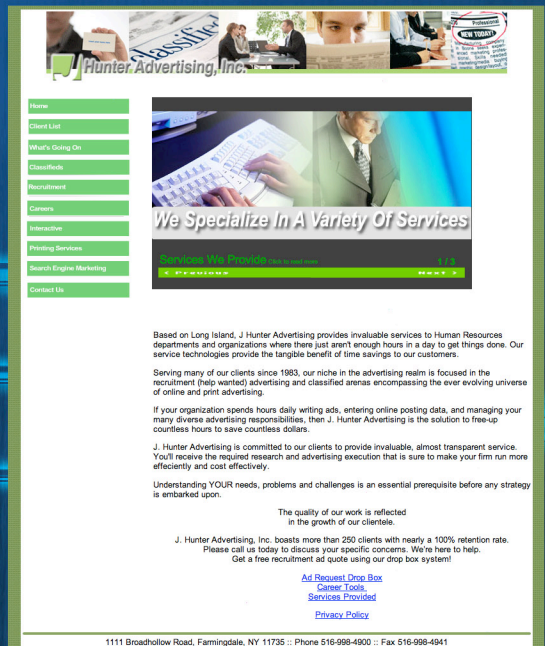 Classified
Professional
NEW TODAY!
J Hunter Advertising, Inc.
Home
Client List
What's Going On
Classifieds
Recruitment
Careers
Interactive
Printing Services
Search Engine Marketing
Contact Us
We Specialize In A Variety Of Services
Services We Provide Click to read more 1 / 3
< Previous Next >
Based on Long Island, J Hunter Advertising provides invaluable services to Human Resources
departments and organizations where there just aren't enough hours in a day to get things done. Our
service technologies provide the tangible benefit of time savings to our customers.
Serving many of our clients since 1983, our niche in the advertising realm is focused in the
recruitment (help wanted) advertising and classified arenas encompassing the ever evolving universe
of online and print advertising.
If your organization spends hours daily writing ads, entering online posting data, and managing your
many diverse advertising responsibilities, then J. Hunter Advertising is the solution to free-up
countless hours to save countless dollars.
J. Hunter Advertising is committed to our clients to provide invaluable, almost transparent service.
You'll receive the required research and advertising execution that is sure to make your firm run more
effeciently and cost effectively.
Understanding YOUR needs, problems and challenges is an essential prerequisite before any strategy
is embarked upon.
The quality of our work is reflected
in the growth of our clientele.
J. Hunter Advertising, Inc. boasts more than 250 clients with nearly a 100% retention rate.
Please call us today to discuss your specific concerns. We're here to help.
Get a free recruitment ad quote using our drop box system!
Ad Request Drop Box
Career Tools
Services Provided
Privacy Policy
1111 Broadhollow Road, Farmingdale, NY 11735 :: Phone 516-998-4900 :: Fax 516-998-4941